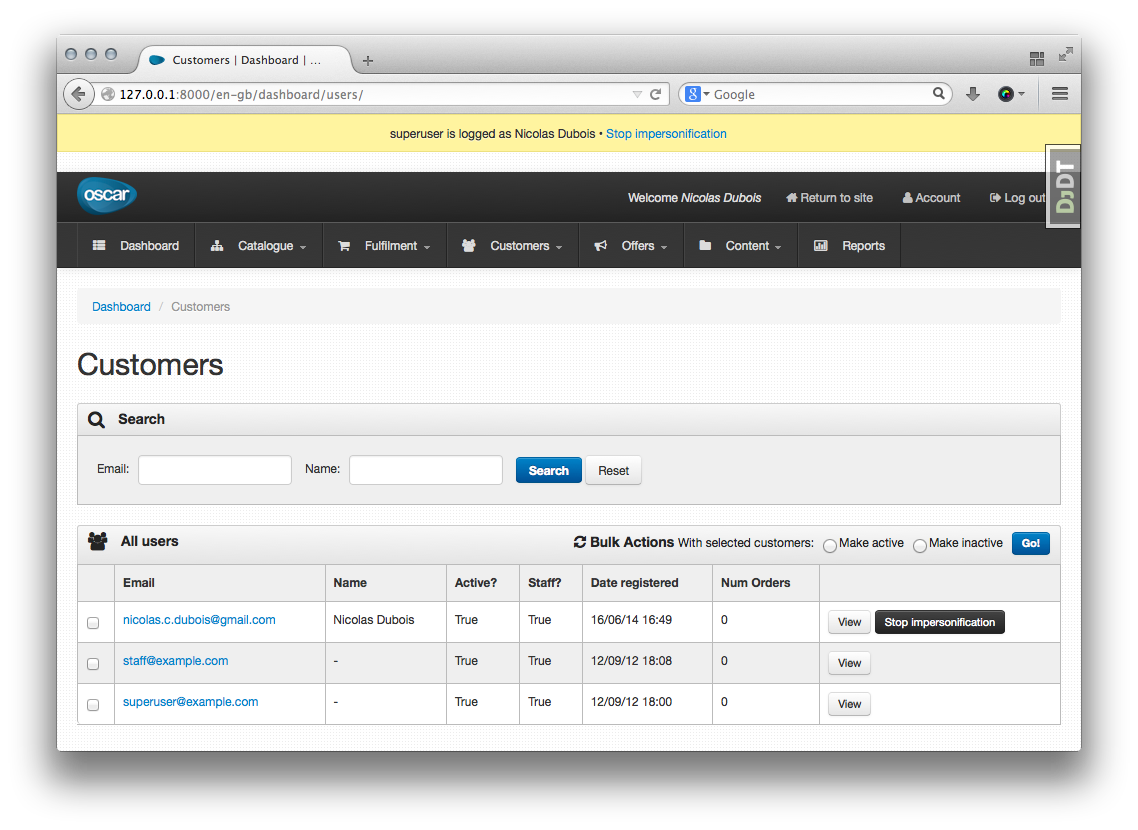 Customers | Dashboard | ...
127.0.0.1:8000/en-gb/dashboard/users/
8 Google
superuser is logged as Nicolas Dubois • Stop impersonification
DJDT
oscar Welcome Nicolas Dubois Return to site Account Log out
Dashboard Catalogue Fulfilment Customers Offers Content Reports
Dashboard / Customers
Customers
Search
Email: Name: Search Reset
All users Bulk Actions With selected customers: Make active Make inactive Go!
Email Name Active? Staff? Date registered Num Orders
nicolas.c.dubois@gmail.com Nicolas Dubois True True 16/06/14 16:49 0 View Stop impersonification
staff@example.com - True True 12/09/12 18:08 0 View
superuser@example.com - True True 12/09/12 18:00 0 View